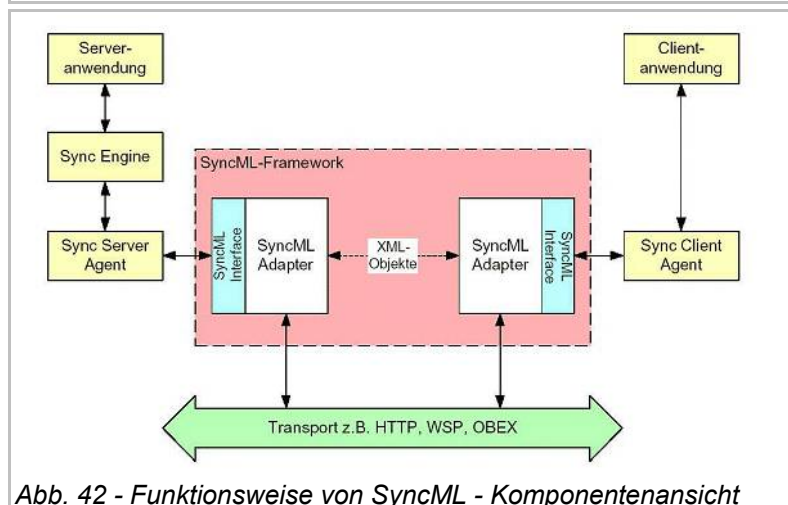 Server-
anwendung
Client-
anwendung
Sync Engine
SyncML-Framework
Sync Server
Agent
SyncML
Interface
SyncML
Adapter
XML-
Objekte
SyncML
Adapter
SyncML
Interface
Sync Client
Agent
Transport z.B. HTTP, WSP, OBEX
Abb. 42 - Funktionsweise von SyncML - Komponentenansicht